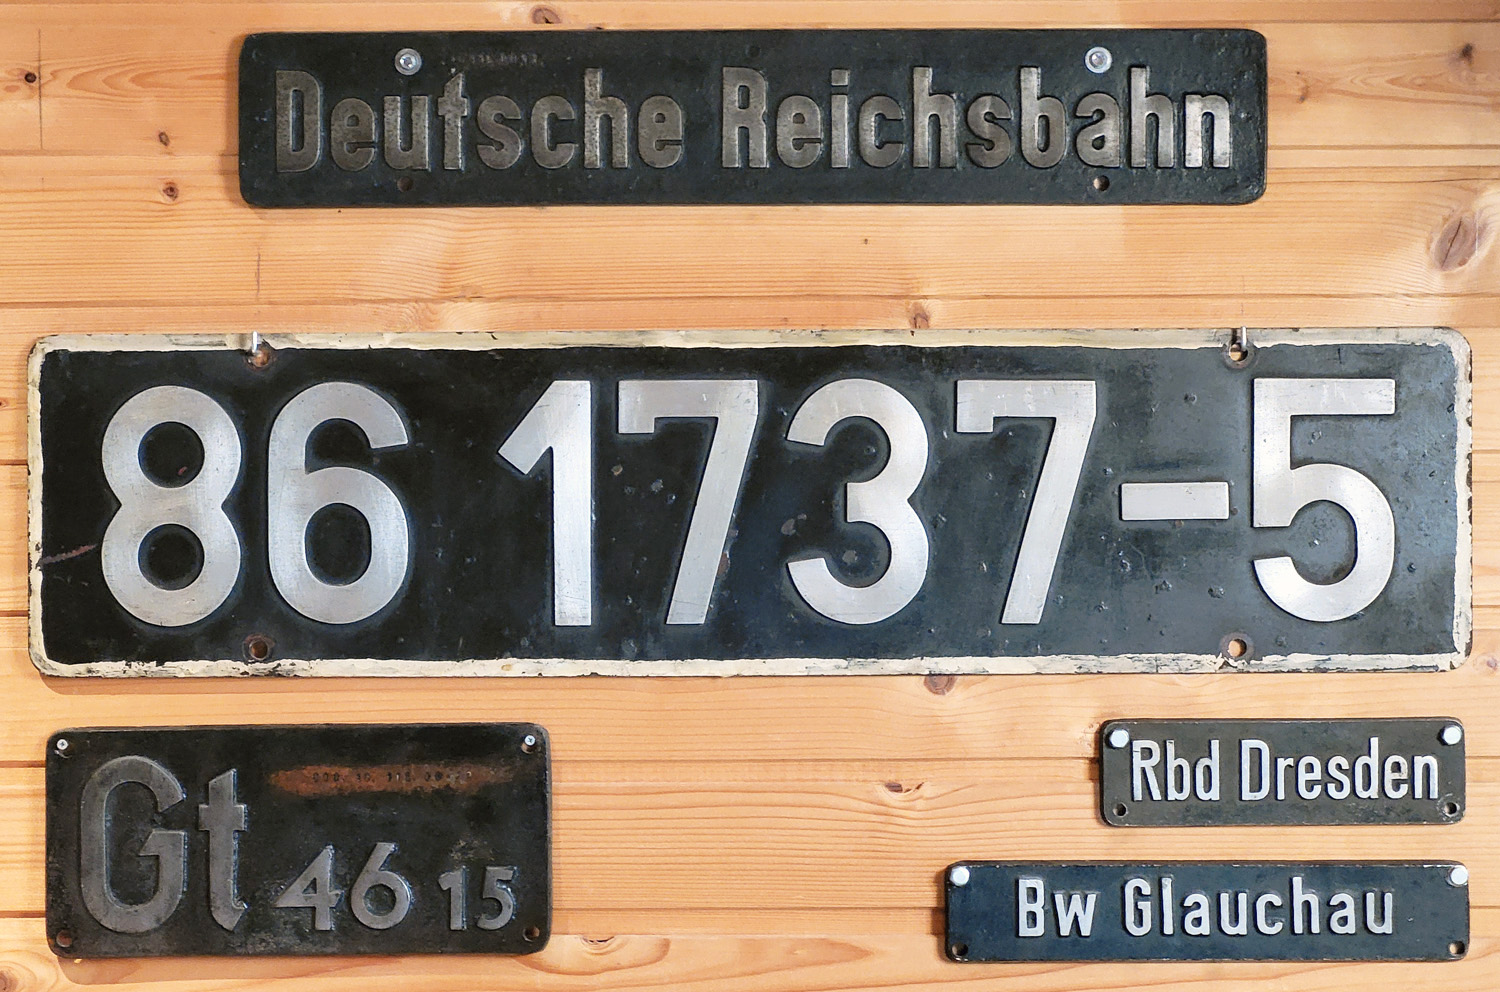 Deutsche Reichsbahn
86 1737-5
Gt 46 15
Rbd Dresden
Bw Glauchau